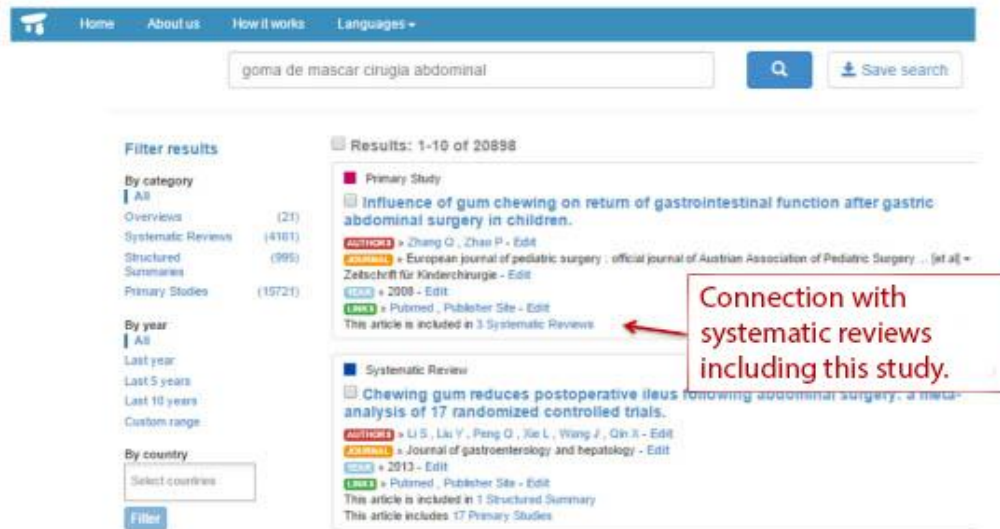 Home About us How it works Languages
goma de mascar cirugia abdominal
Save search
Filter results
By category
All
Overviews (21)
Systematic Reviews (4161)
Structured Summaries (995)
Primary Studies (15721)
By year
All
Last year
Last 5 years
Last 10 years
Custom range
By country
Select countries
Filter
Results: 1-10 of 20898
Primary Study
Influence of gum chewing on return of gastrointestinal function after gastric
abdominal surgery in children.
AUTHORS » Zhang Q , Zhao P - Edit
JOURNAL » European journal of pediatric surgery : official journal of Austrian Association of Pediatric Surgery ... [et al] =
Zeitschrift für Kinderchirurgie - Edit
YEAR » 2008 - Edit
LINKS » Pubmed , Publisher Site - Edit
This article is included in 3 Systematic Reviews
Connection with
systematic reviews
including this study.
Systematic Review
Chewing gum reduces postoperative ileus following abdominal surgery: a meta-
analysis of 17 randomized controlled trials.
AUTHORS » Li S , Liu Y , Peng Q , Xie L , Wang J , Qin X - Edit
JOURNAL » Journal of gastroenterology and hepatology - Edit
YEAR » 2013 - Edit
LINKS » Pubmed , Publisher Site - Edit
This article is included in 1 Structured Summary
This article includes 17 Primary Studies